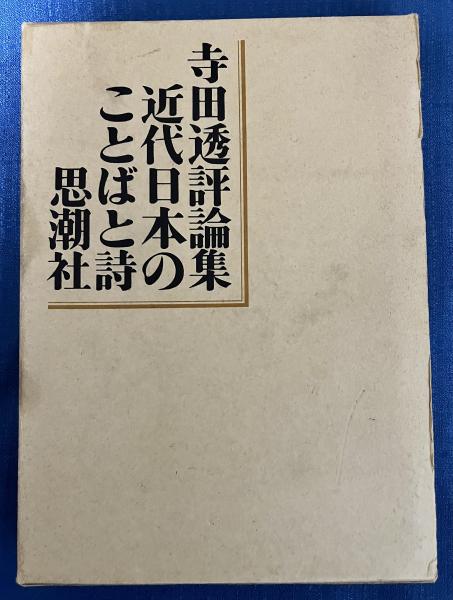 寺田透評論集
近代日本の
ことばと詩
思潮社